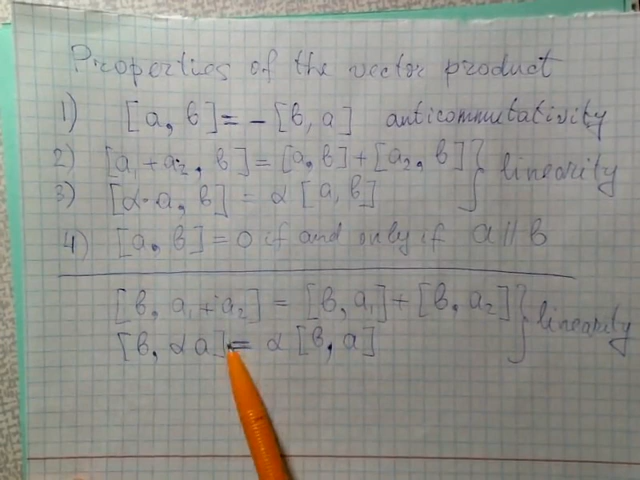 Properties of the vector product
1) [a, b] = -[b, a] anticommutativity
2) [a₁ + a₂, b] = [a, b] + [a₂, b] } linearity
3) [α·a, b] = α [a, b]
4) [a, b] = 0 if and only if a // b
[b, a₁ + a₂] = [b, a₁] + [b, a₂] } linearity
[b, αa] = α [b, a]